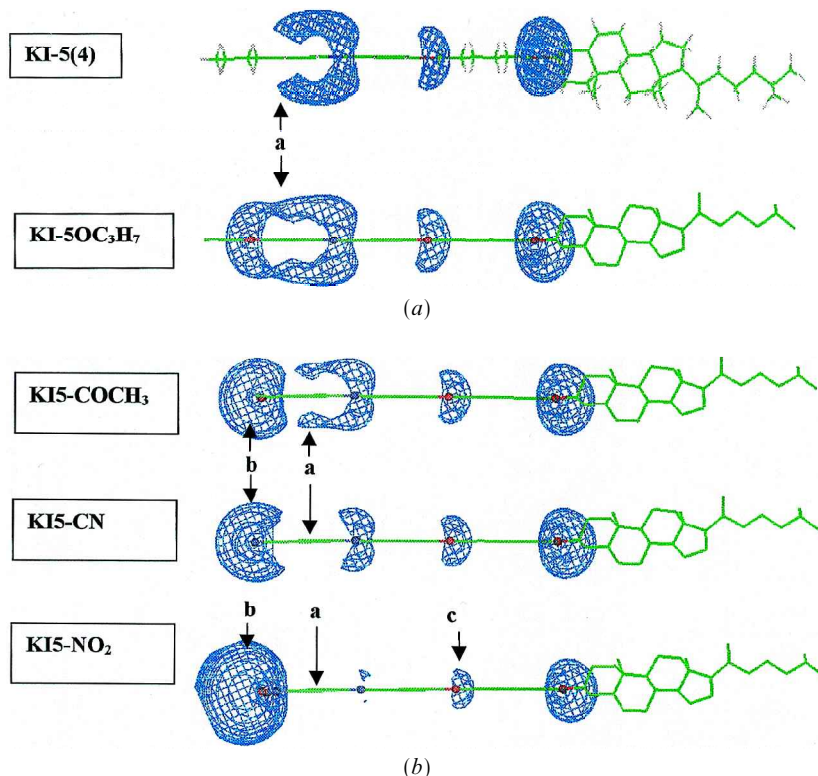 KI-5(4)
a
KI-5OC₃H₇
(a)
KI5-COCH₃
b a
KI5-CN
b a c
KI5-NO₂
(b)